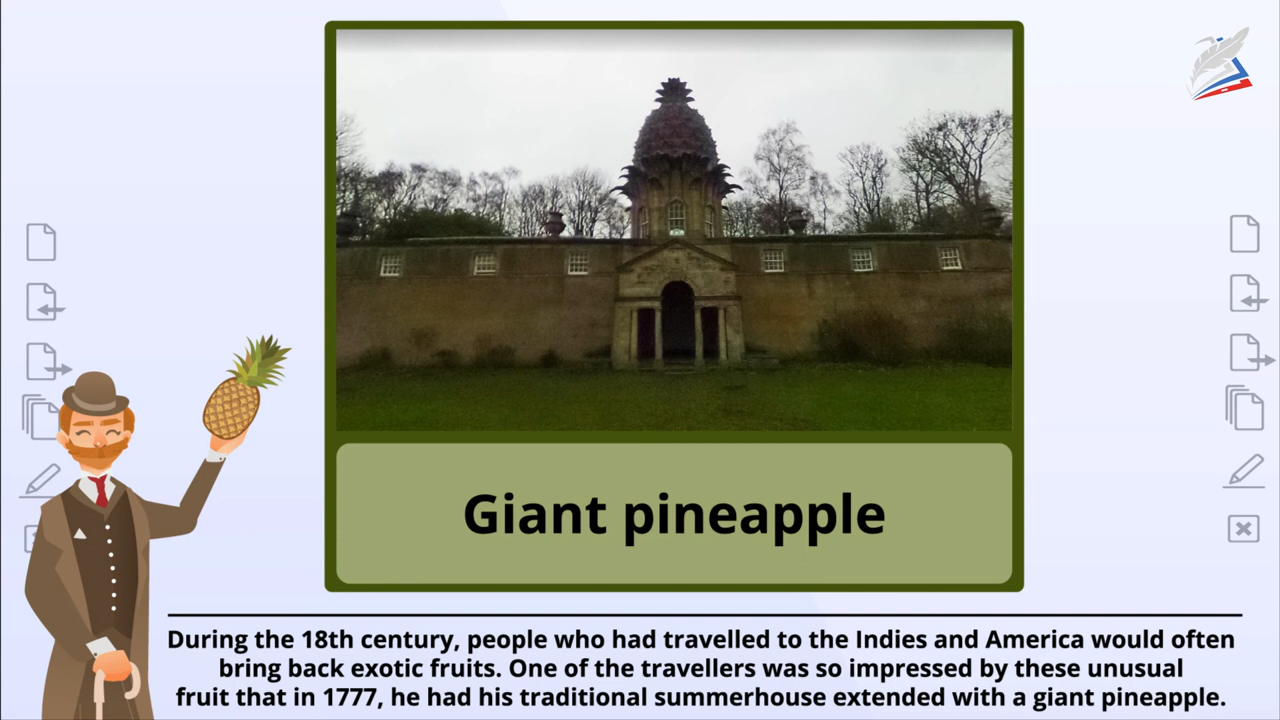 Giant pineapple
During the 18th century, people who had travelled to the Indies and America would often
bring back exotic fruits. One of the travellers was so impressed by these unusual
fruit that in 1777, he had his traditional summerhouse extended with a giant pineapple.